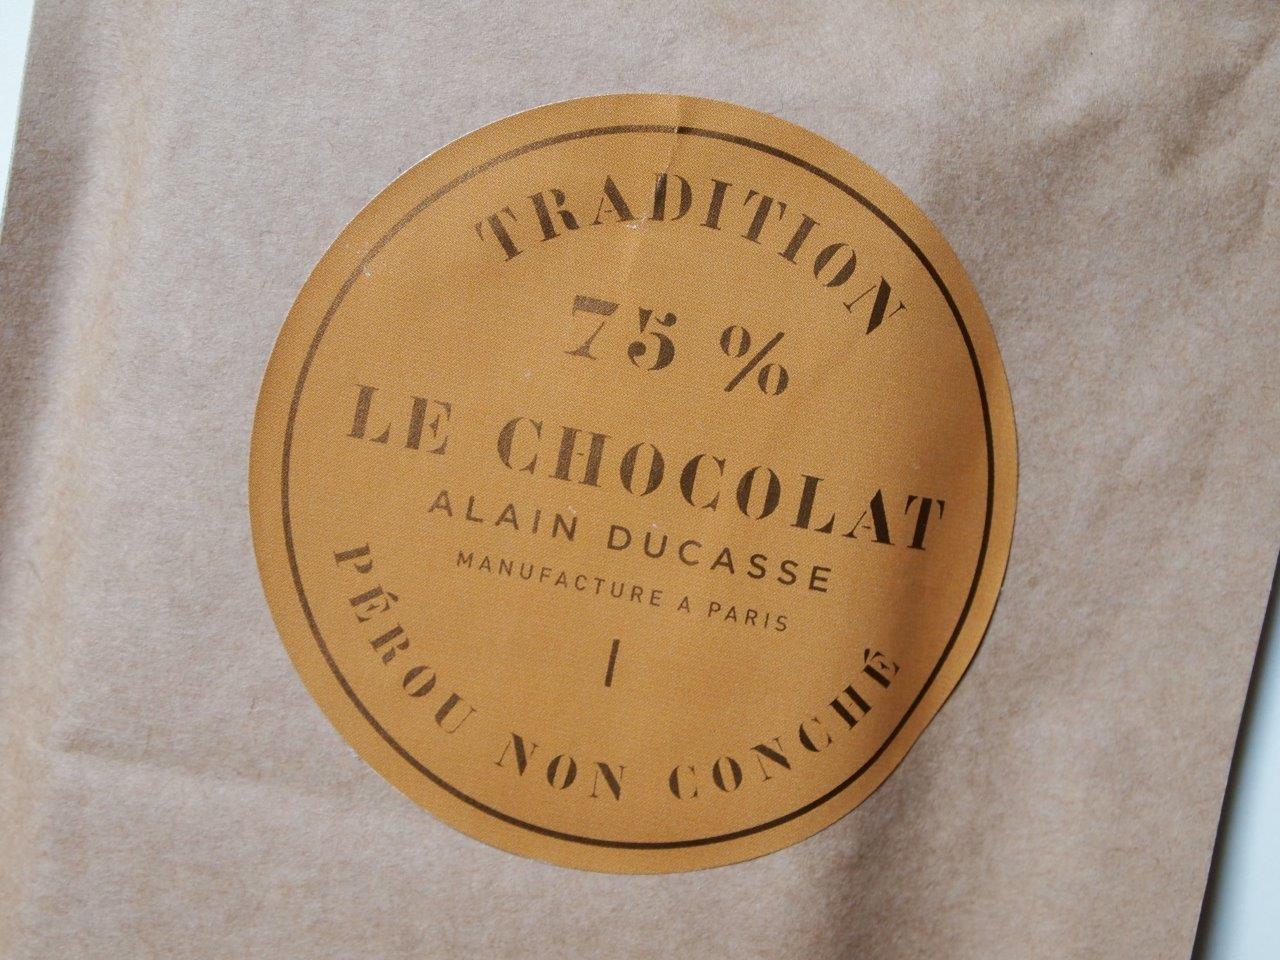 TRADITION
75 %
LE CHOCOLAT
ALAIN DUCASSE
MANUFACTURE A PARIS
PÉROU NON CONCHÉ